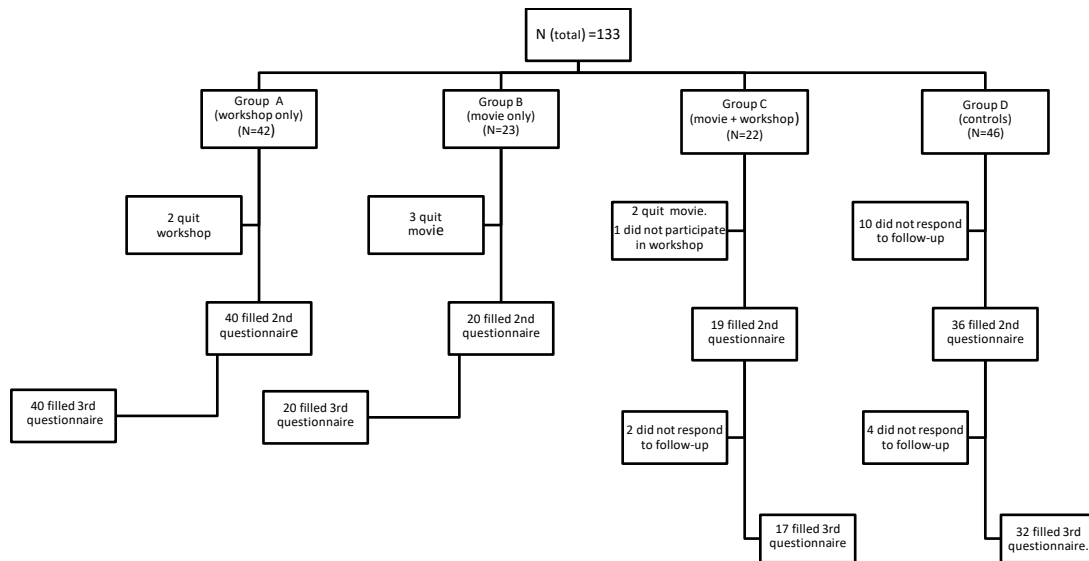 N (total) =133
Group A
(workshop only)
(N=42)
Group B
(movie only)
(N=23)
Group C
(movie + workshop)
(N=22)
Group D
(controls)
(N=46)
2 quit
workshop
3 quit
movie
2 quit movie.
1 did not participate
in workshop
10 did not respond
to follow-up
40 filled 2nd
questionnaire
20 filled 2nd
questionnaire
19 filled 2nd
questionnaire
36 filled 2nd
questionnaire
40 filled 3rd
questionnaire
20 filled 3rd
questionnaire
2 did not respond
to follow-up
4 did not respond
to follow-up
17 filled 3rd
questionnaire
32 filled 3rd
questionnaire.